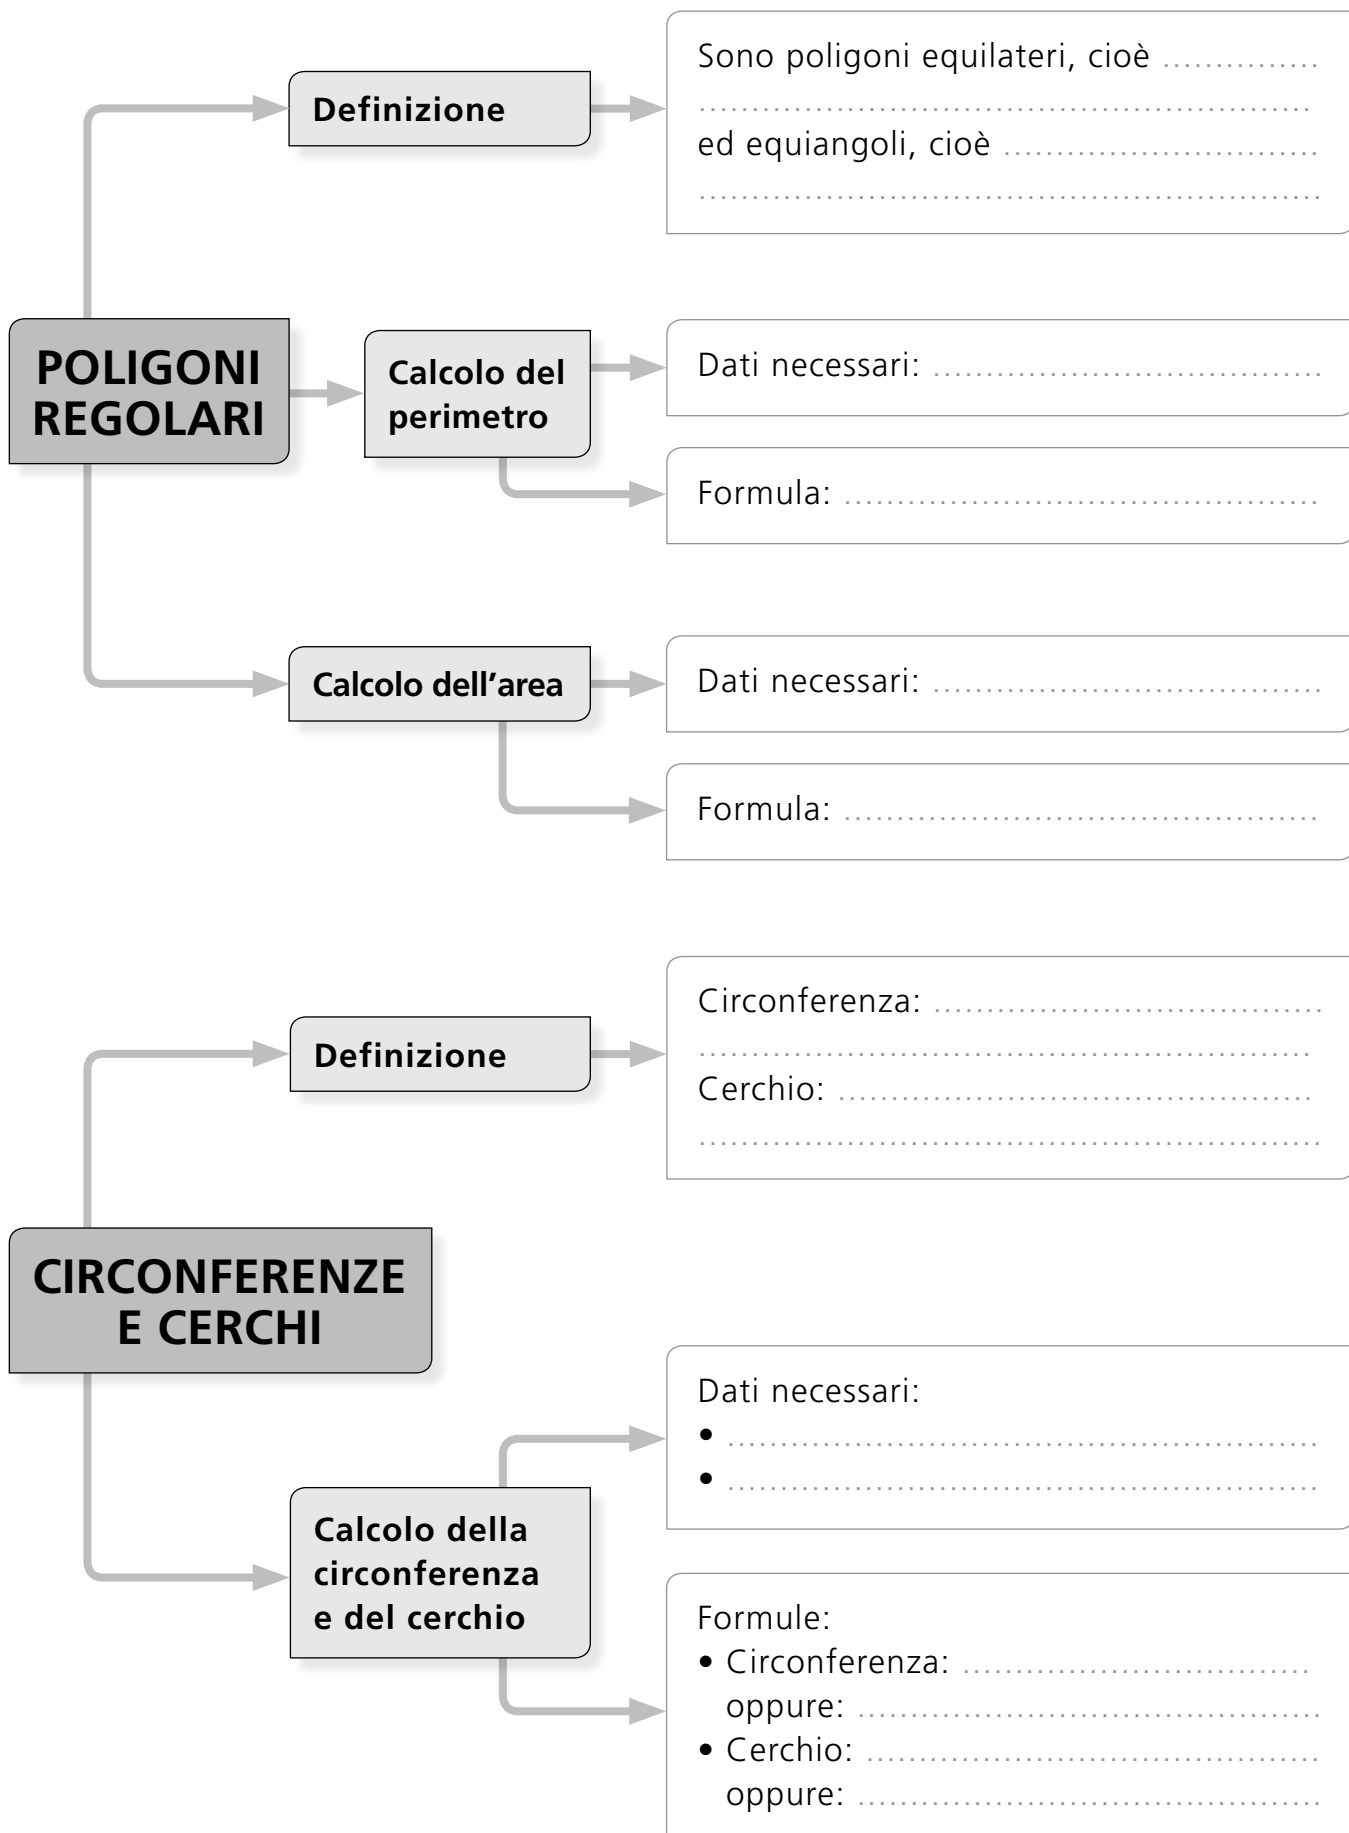 Definizione
Sono poligoni equilateri, cioè ...............
..........................................................
ed equiangoli, cioè ..............................
...........................................................
POLIGONI
REGOLARI
Calcolo del
perimetro
Dati necessari: .....................................
Formula: .............................................
Calcolo dell’area
Dati necessari: .....................................
Formula: .............................................
Definizione
Circonferenza: .....................................
..........................................................
Cerchio: .............................................
...........................................................
CIRCONFERENZE
E CERCHI
Calcolo della
circonferenza
e del cerchio
Dati necessari:
• ........................................................
• ........................................................
Formule:
• Circonferenza: .................................
oppure: ............................................
• Cerchio: ...........................................
oppure: ............................................